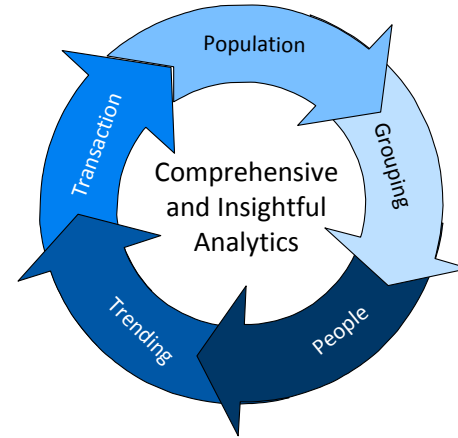 Population
Grouping
People
Trending
Transaction
Comprehensive
and Insightful
Analytics